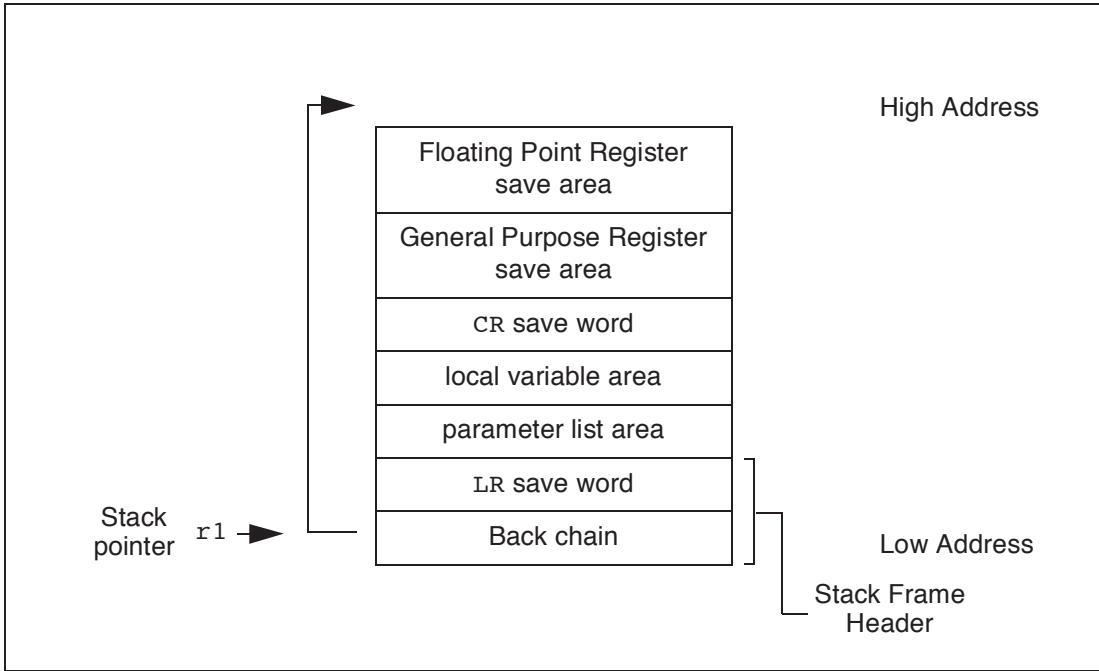 High Address
Floating Point Register
save area
General Purpose Register
save area
CR save word
local variable area
parameter list area
LR save word
Stack
pointer r1
Back chain
Low Address
Stack Frame
Header